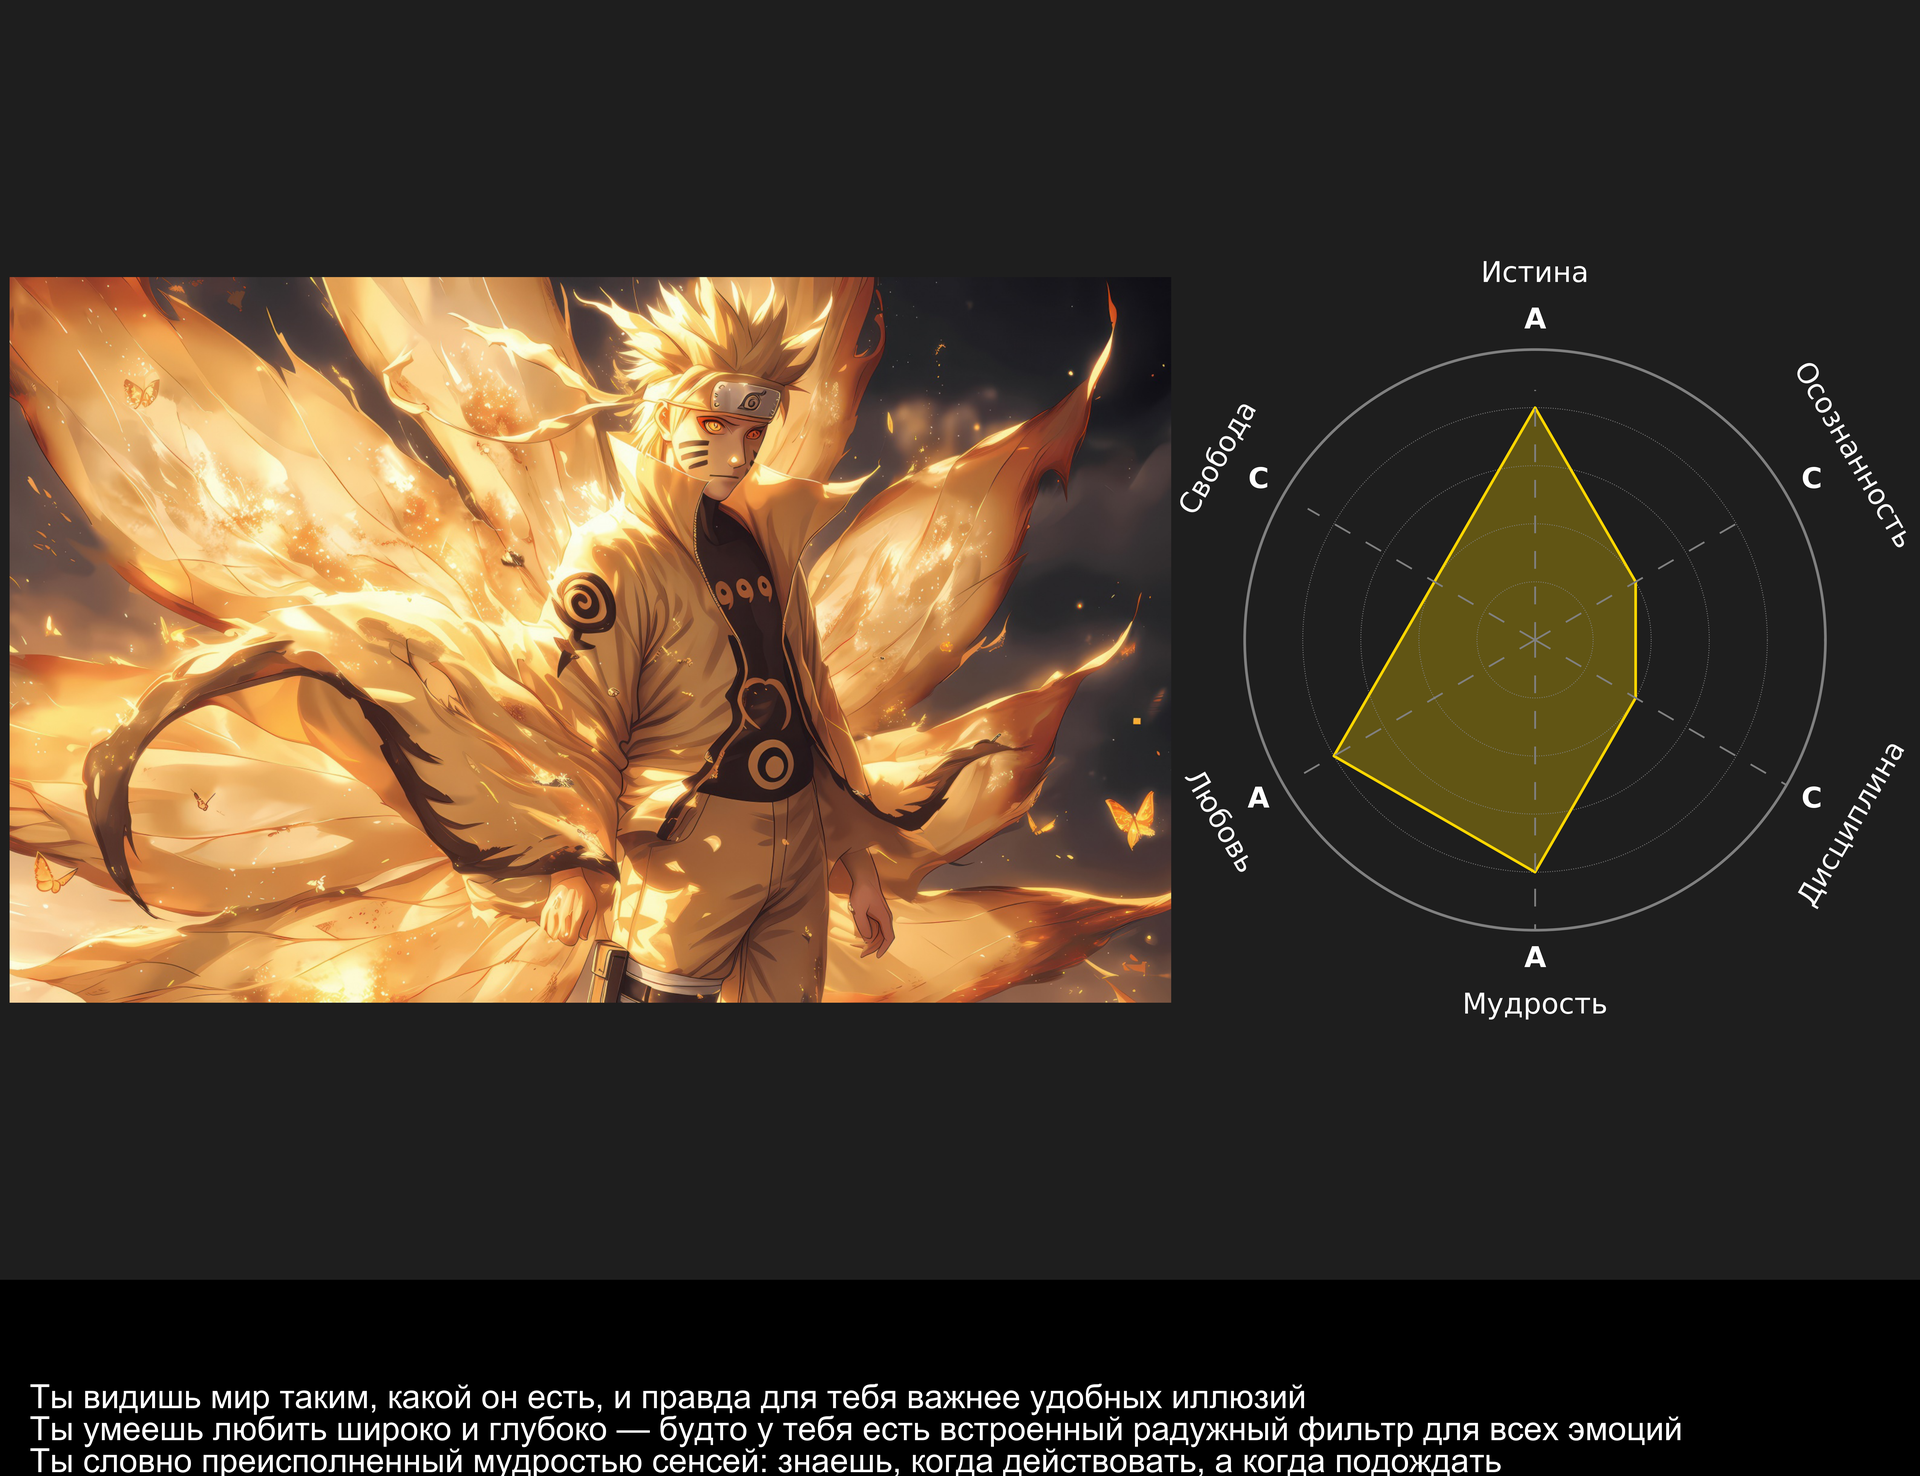 Истина
A
Осознанность
C
Свобода
C
Любовь
A
Дисциплина
C
A
Мудрость
Ты видишь мир таким, какой он есть, и правда для тебя важнее удобных иллюзий
Ты умеешь любить широко и глубоко — будто у тебя есть встроенный радужный фильтр для всех эмоций
Ты словно преисполненный мудростью сенсей: знаешь, когда действовать, а когда подождать